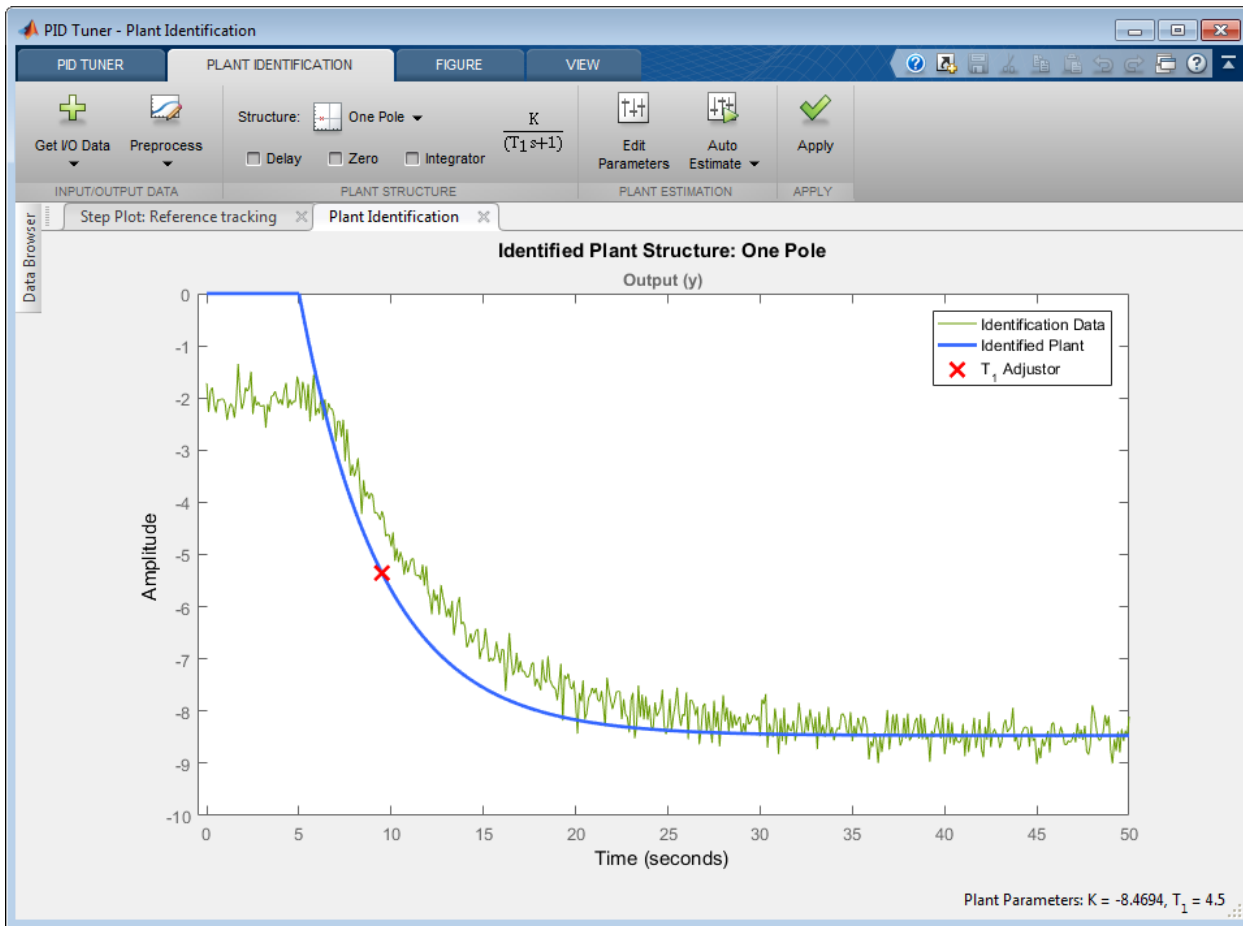 PID Tuner - Plant Identification
PID TUNER PLANT IDENTIFICATION FIGURE VIEW
Get I/O Data Preprocess
Structure: One Pole
Delay Zero Integrator
K
(T1s+1)
Edit Parameters
Auto Estimate
Apply
INPUT/OUTPUT DATA PLANT STRUCTURE PLANT ESTIMATION APPLY
Data Browser
Step Plot: Reference tracking Plant Identification
Identified Plant Structure: One Pole
Output (y)
Identification Data
Identified Plant
T1 Adjustor
Amplitude
0
-1
-2
-3
-4
-5
-6
-7
-8
-9
-10
0 5 10 15 20 25 30 35 40 45 50
Time (seconds)
Plant Parameters: K = -8.4694, T1 = 4.5